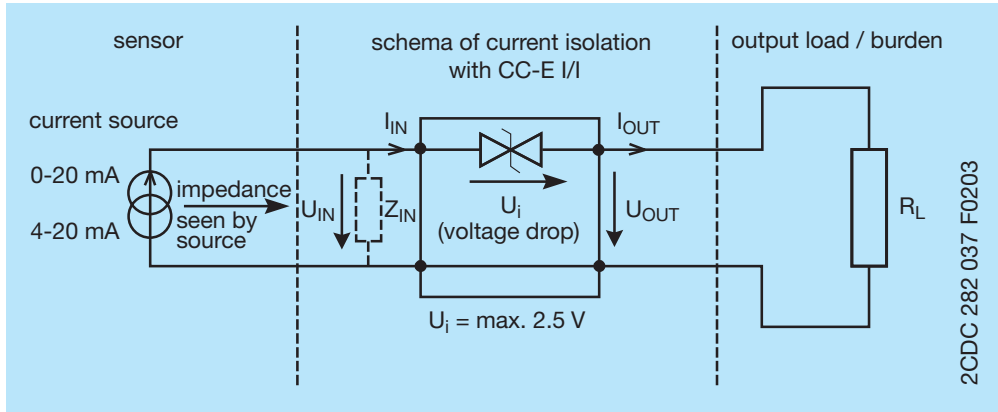 sensor
schema of current isolation
with CC-E I/I
output load / burden
current source
0-20 mA
4-20 mA
impedance
seen by
source
U_IN
Z_IN
I_IN
I_OUT
U_i
(voltage drop)
U_OUT
R_L
U_i = max. 2.5 V
2CDC 282 037 F0203